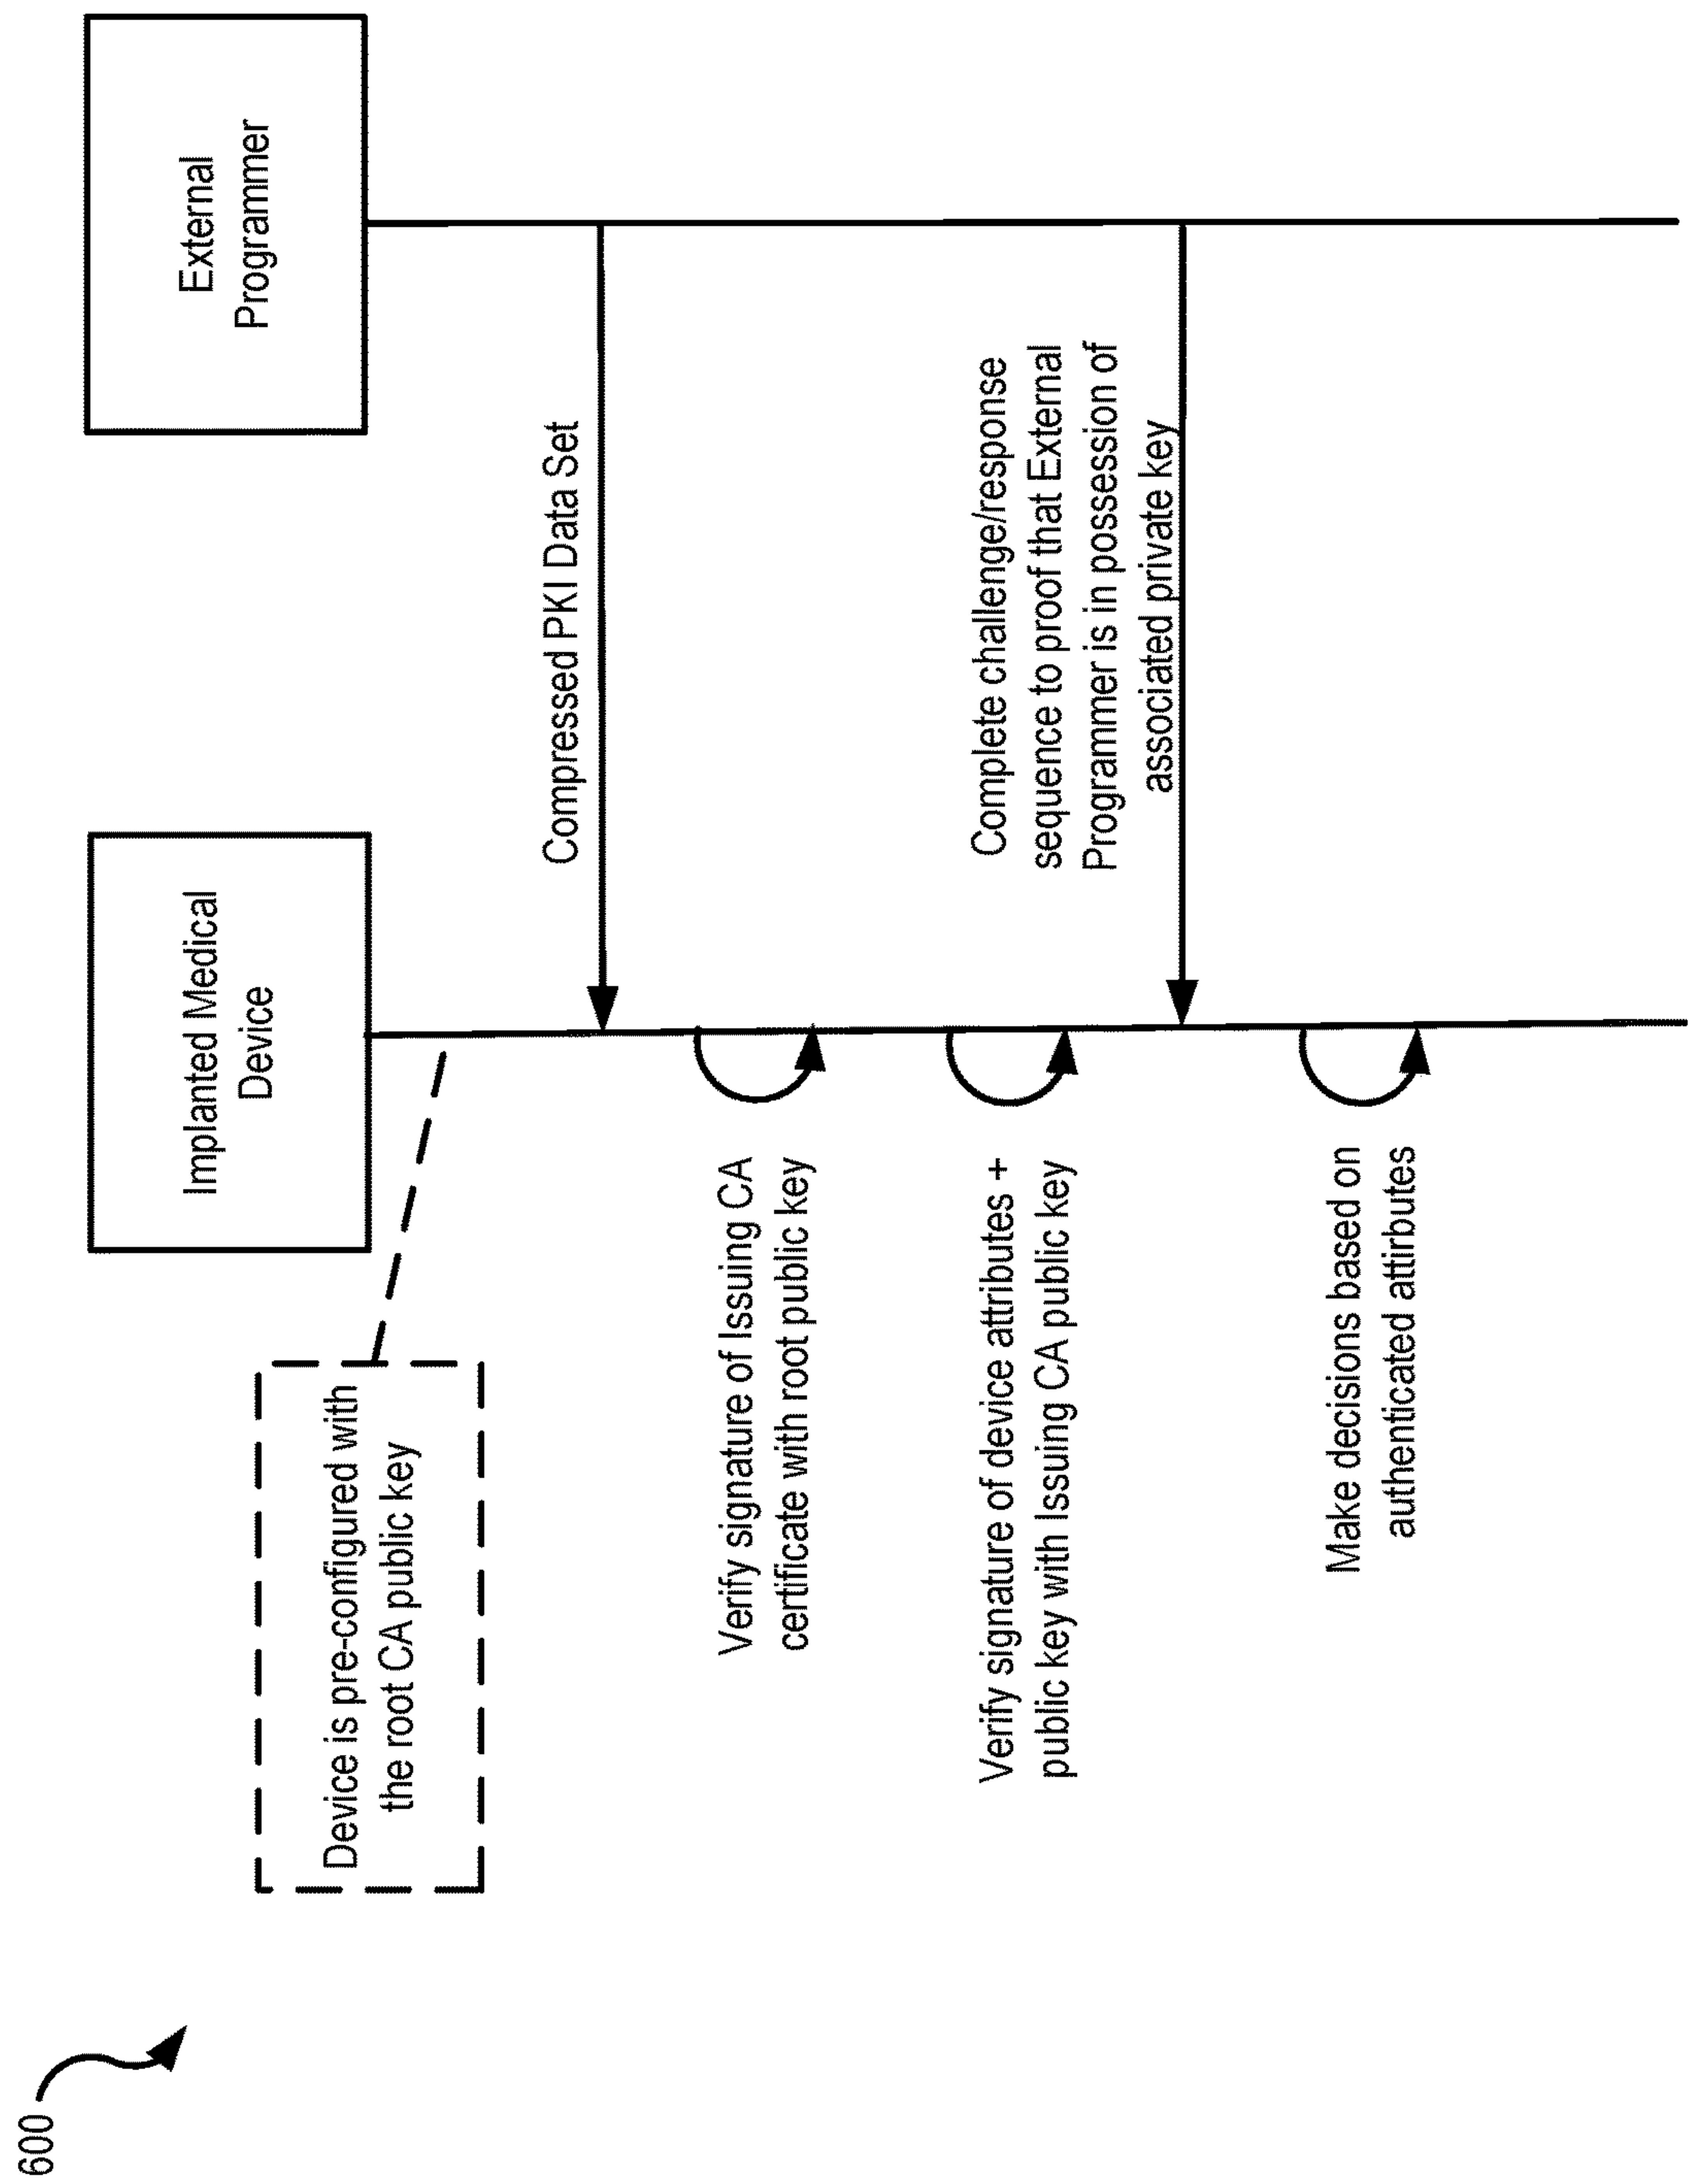 600
Implanted Medical
Device
External
Programmer
Device is pre-configured with
the root CA public key
Compressed PKI Data Set
Verify signature of Issuing CA
certificate with root public key
Verify signature of device attributes +
public key with Issuing CA public key
Complete challenge/response
sequence to proof that External
Programmer is in possession of
associated private key
Make decisions based on
authenticated attirbutes